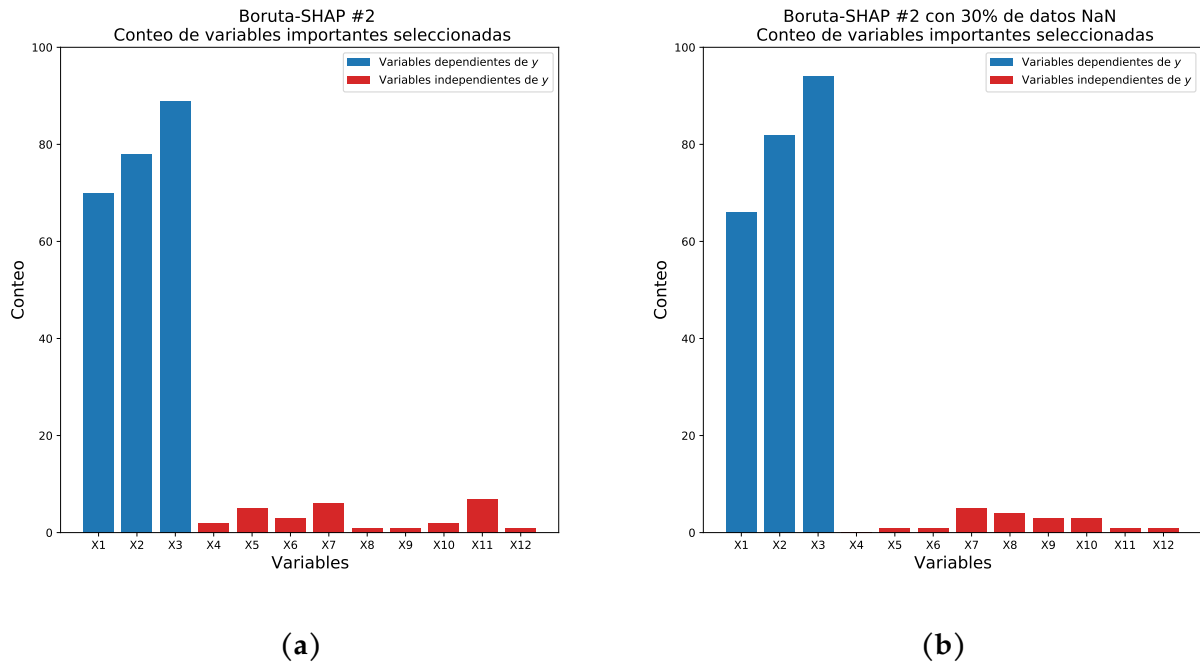 Boruta-SHAP #2
Conteo de variables importantes seleccionadas
Variables dependientes de y
Variables independientes de y
100
80
60
40
20
0
Conteo
X1 X2 X3 X4 X5 X6 X7 X8 X9 X10 X11 X12
Variables
(a)
Boruta-SHAP #2 con 30% de datos NaN
Conteo de variables importantes seleccionadas
Variables dependientes de y
Variables independientes de y
100
80
60
40
20
0
Conteo
X1 X2 X3 X4 X5 X6 X7 X8 X9 X10 X11 X12
Variables
(b)